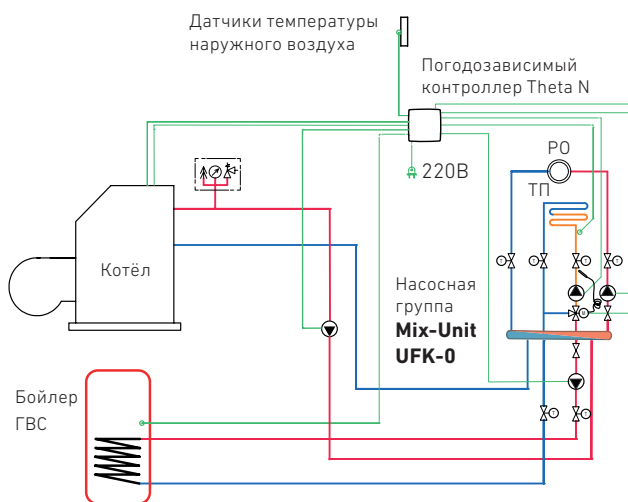 Датчики температуры
наружного воздуха
Погодозависимый
контроллер Theta N
220В
РО
ТП
Котёл
Насосная
группа
Mix-Unit
UFK-0
Бойлер
ГВС
T
T
T
T
M
T
T